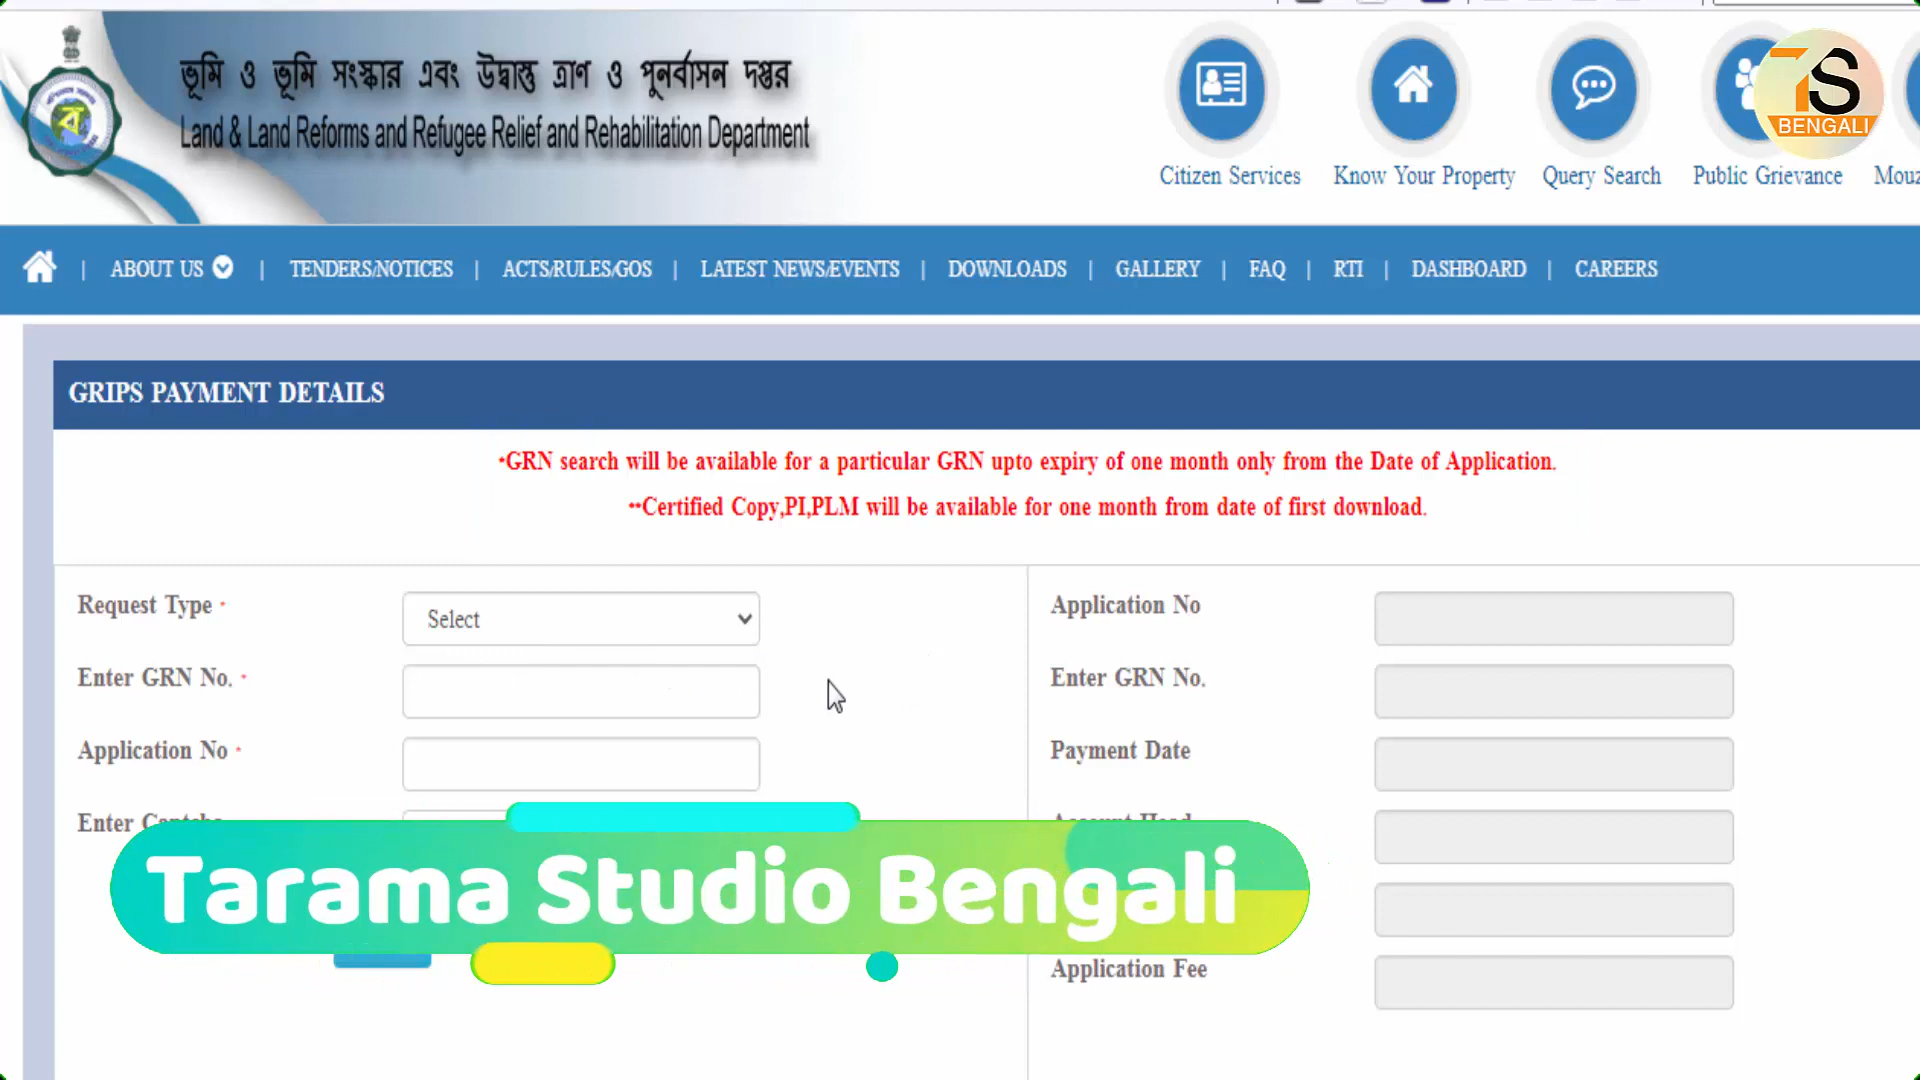 ভূমি ও ভূমি সংস্কার এবং উদ্বাস্তু ত্রাণ ও পুনর্বাসন দপ্তর
Land & Land Reforms and Refugee Relief and Rehabilitation Department
Citizen Services
Know Your Property
Query Search
Public Grievance
TS
BENGALI
ABOUT US | TENDERS/NOTICES | ACTS/RULES/GOS | LATEST NEWS/EVENTS | DOWNLOADS | GALLERY | FAQ | RTI | DASHBOARD | CAREERS
GRIPS PAYMENT DETAILS
*GRN search will be available for a particular GRN upto expiry of one month only from the Date of Application.
**Certified Copy,PI,PLM will be available for one month from date of first download.
Request Type *
Select
Enter GRN No. *
Application No *
Enter Captcha
Application No
Enter GRN No.
Payment Date
Account Head
Application Fee
Tarama Studio Bengali